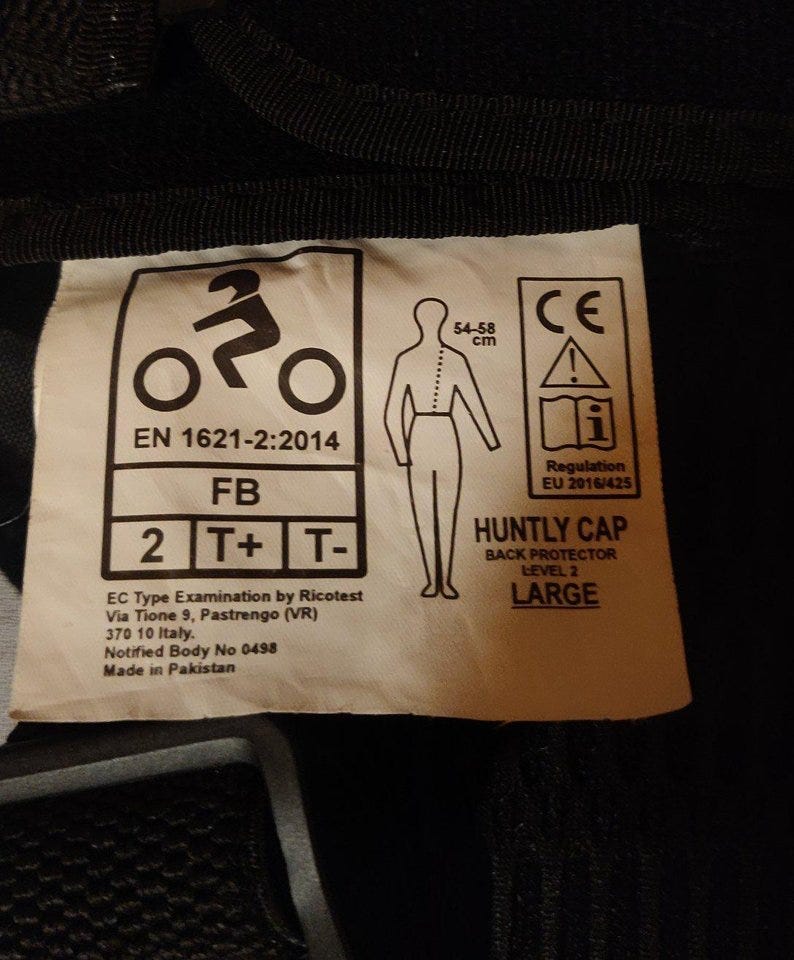 EN 1621-2:2014
FB
2 T+ T-
EC Type Examination by Ricotest
Via Tione 9, Pastrengo (VR)
370 10 Italy.
Notified Body No 0498
Made in Pakistan
54-58
cm
CE
!
i
Regulation
EU 2016/425
HUNTLY CAP
BACK PROTECTOR
LEVEL 2
LARGE